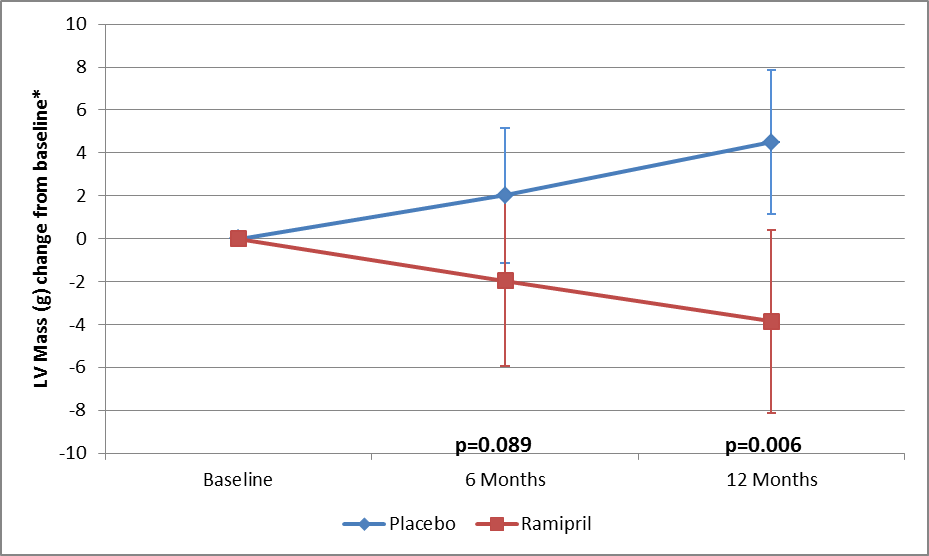 10
8
6
4
2
0
-2
-4
-6
-8
-10
LV Mass (g) change from baseline*
p=0.089 p=0.006
Baseline 6 Months 12 Months
Placebo Ramipril